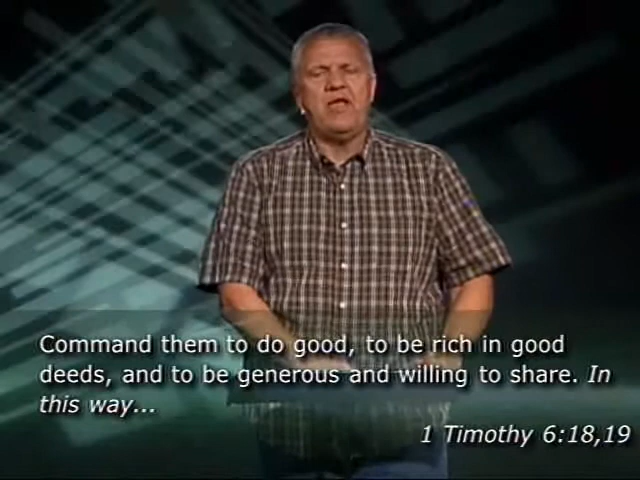 Command them to do good, to be rich in good
deeds, and to be generous and willing to share. In
this way...
1 Timothy 6:18,19